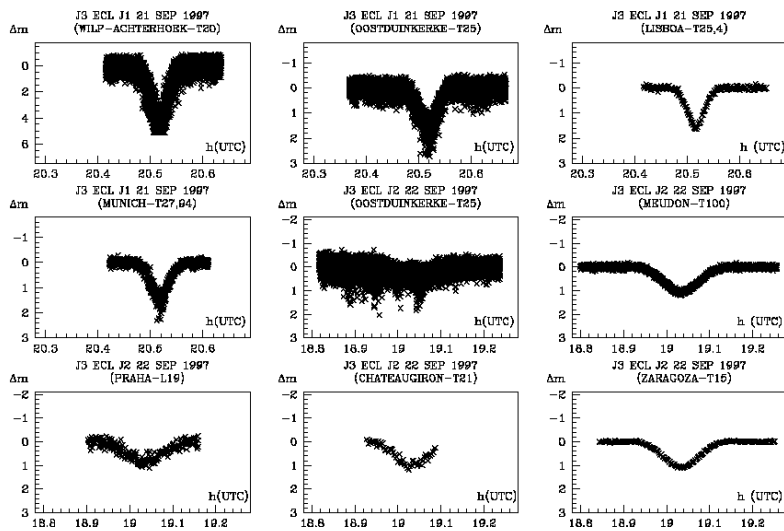 J3 ECL J1 21 SEP 1997
(WILP-ACHTERHOEK-T20)
Δm
0
2
4
6
h(UTC)
20.3 20.4 20.5 20.6
J3 ECL J1 21 SEP 1997
(OOSTDUINKERKE-T25)
Δm
-1
0
1
2
3
h(UTC)
20.3 20.4 20.5 20.6
J3 ECL J1 21 SEP 1997
(LISBOA-T25,4)
Δm
-1
0
1
2
3
h (UTC)
20.3 20.4 20.5 20.6
J3 ECL J1 21 SEP 1997
(MUNICH-T27,94)
Δm
-1
0
1
2
3
h(UTC)
20.3 20.4 20.5 20.6
J3 ECL J2 22 SEP 1997
(OOSTDUINKERKE-T25)
Δm
-2
-1
0
1
2
3
h(UTC)
18.8 18.9 19 19.1 19.2
J3 ECL J2 22 SEP 1997
(MEUDON-T100)
Δm
-2
-1
0
1
2
3
h (UTC)
18.8 18.9 19 19.1 19.2
J3 ECL J2 22 SEP 1997
(PRAHA-L19)
Δm
-2
-1
0
1
2
3
h(UTC)
18.8 18.9 19 19.1 19.2
J3 ECL J2 22 SEP 1997
(CHATEAUGIRON-T21)
Δm
-2
-1
0
1
2
3
h(UTC)
18.8 18.9 19 19.1 19.2
J3 ECL J2 22 SEP 1997
(ZARAGOZA-T15)
Δm
-2
-1
0
1
2
3
h (UTC)
18.8 18.9 19 19.1 19.2